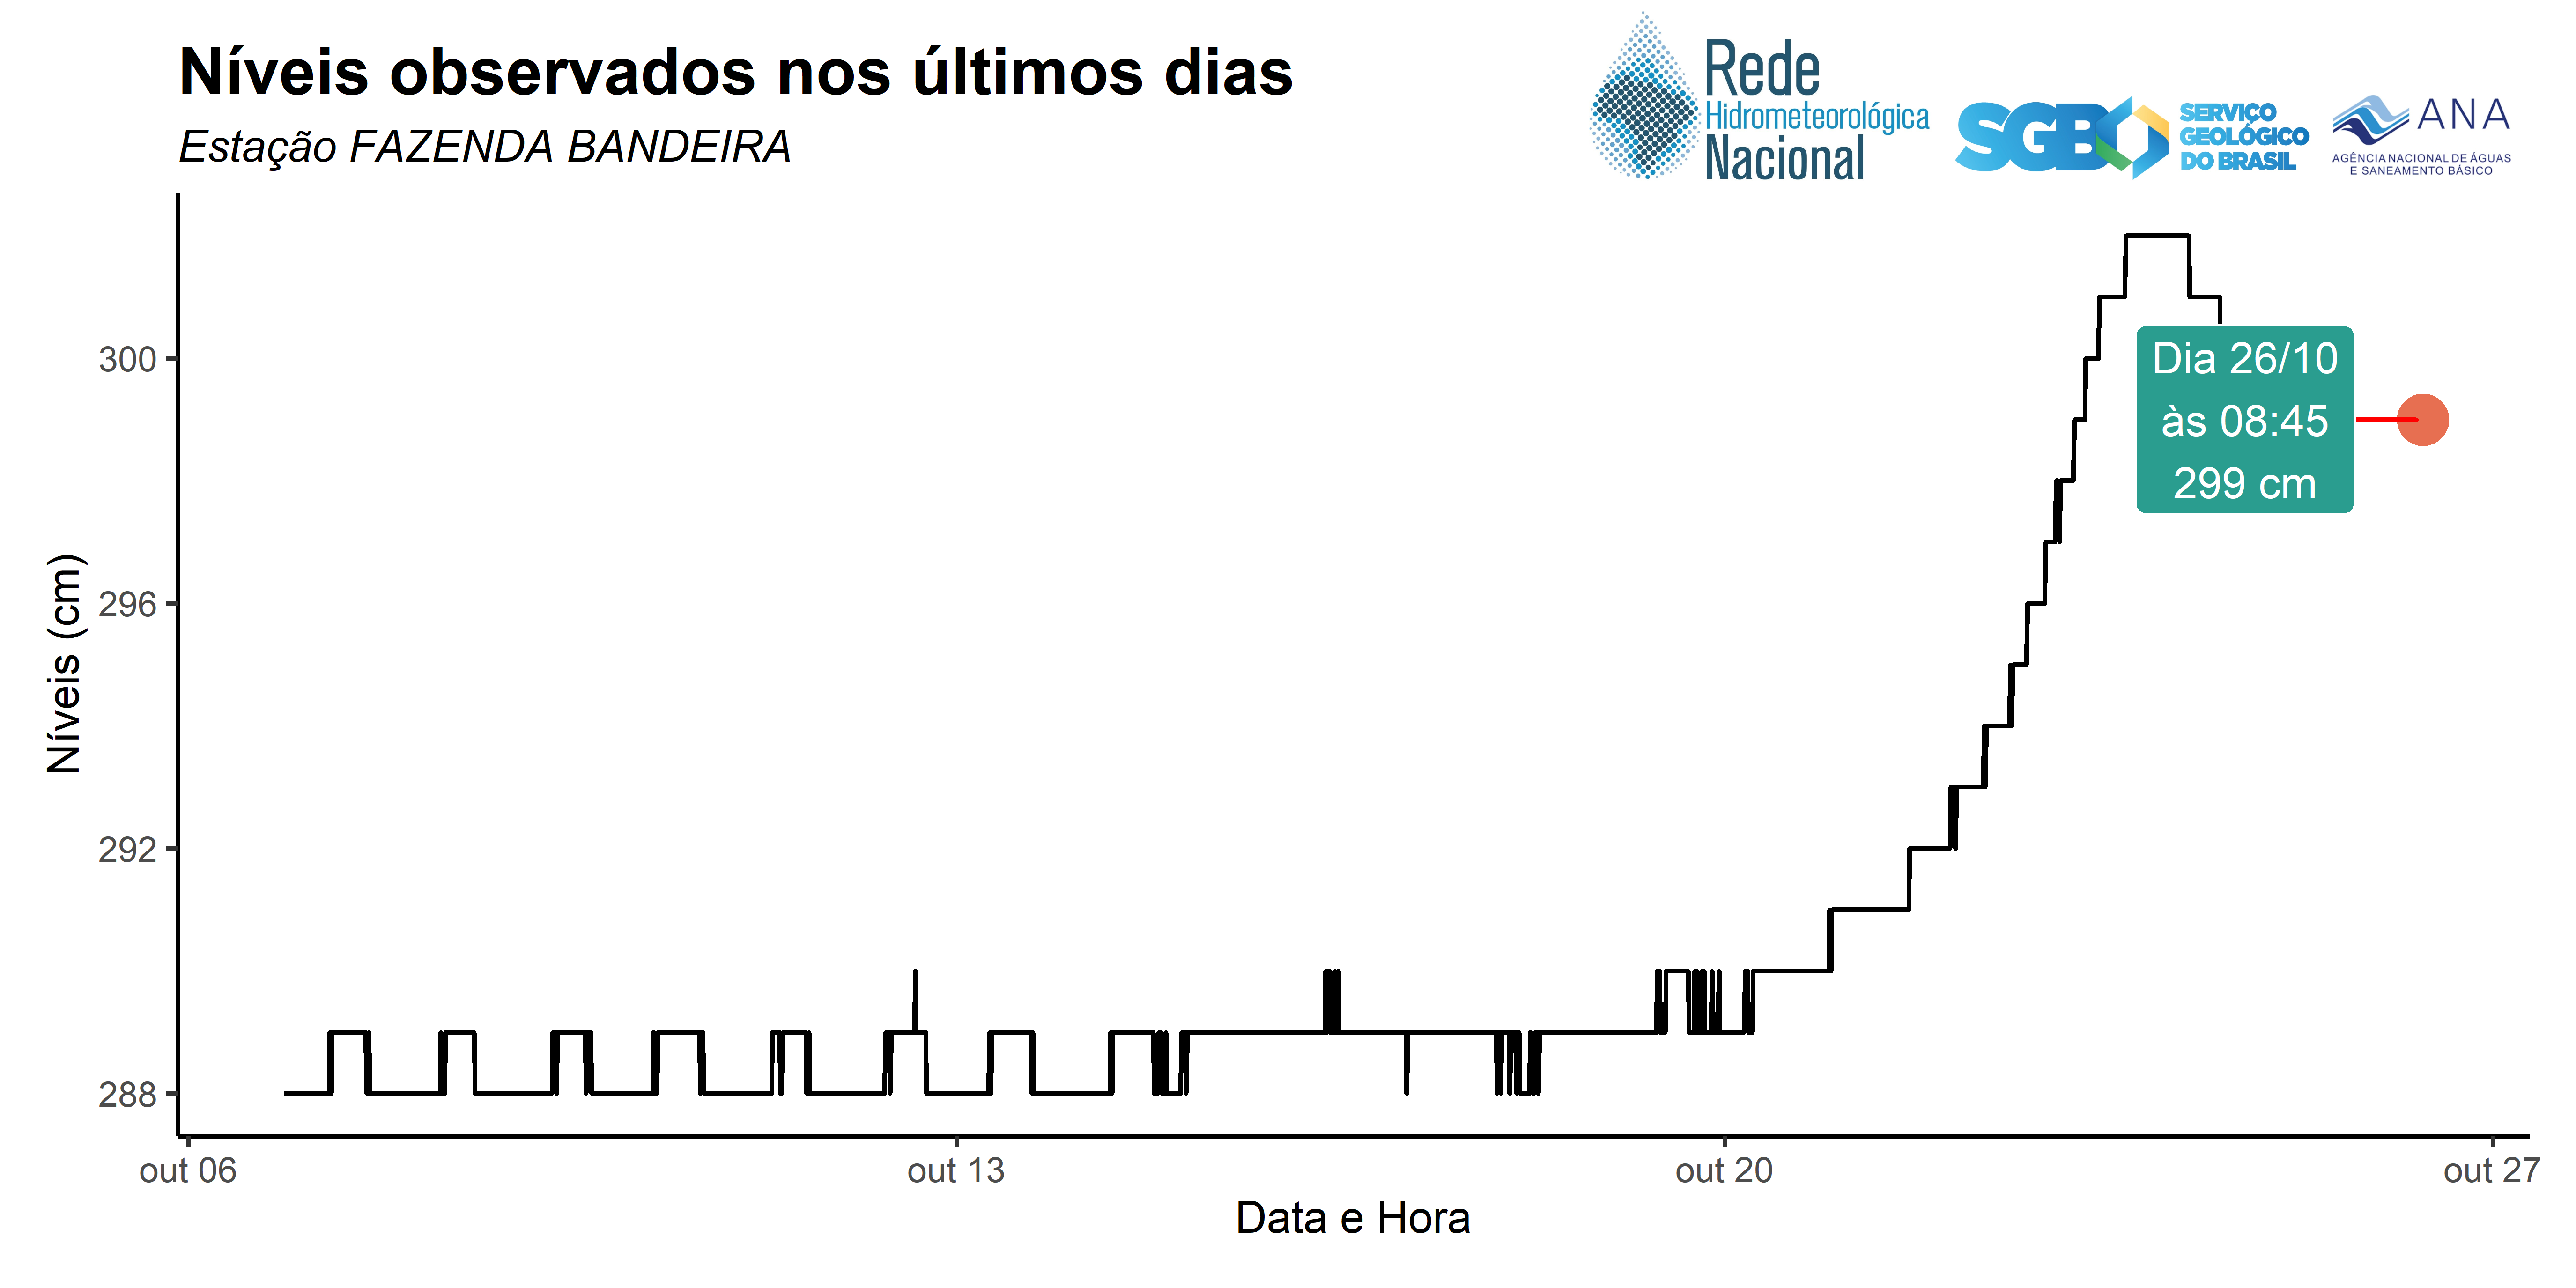 Níveis observados nos últimos dias
Estação FAZENDA BANDEIRA
Rede
Hidrometeorológica
Nacional
SGB
SERVIÇO
GEOLÓGICO
DO BRASIL
ANA
AGÊNCIA NACIONAL DE ÁGUAS
E SANEAMENTO BÁSICO
Níveis (cm)
300
296
292
288
Dia 26/10
às 08:45
299 cm
out 06
out 13
out 20
out 27
Data e Hora